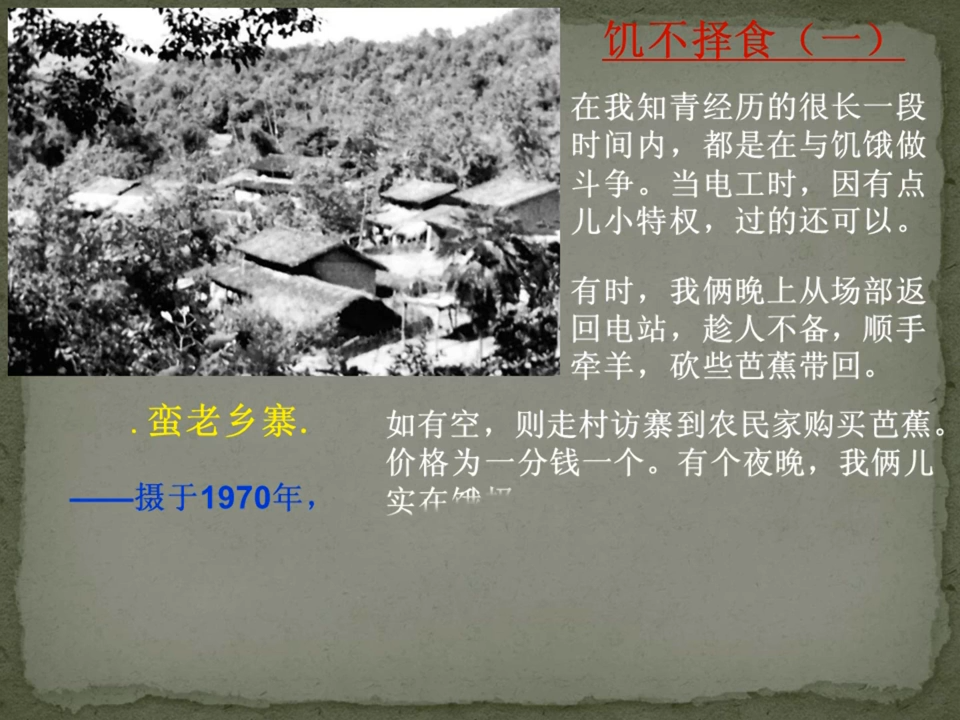 饥不择食（一）
在我知青经历的很长一段
时间内，都是在与饥饿做
斗争。当电工时，因有点
儿小特权，过的还可以。
有时，我俩晚上从场部返
回电站，趁人不备，顺手
牵羊，砍些芭蕉带回。
. 蛮老乡寨.
——摄于1970年，
如有空，则走村访寨到农民家购买芭蕉。
价格为一分钱一个。有个夜晚，我俩儿
实在饿